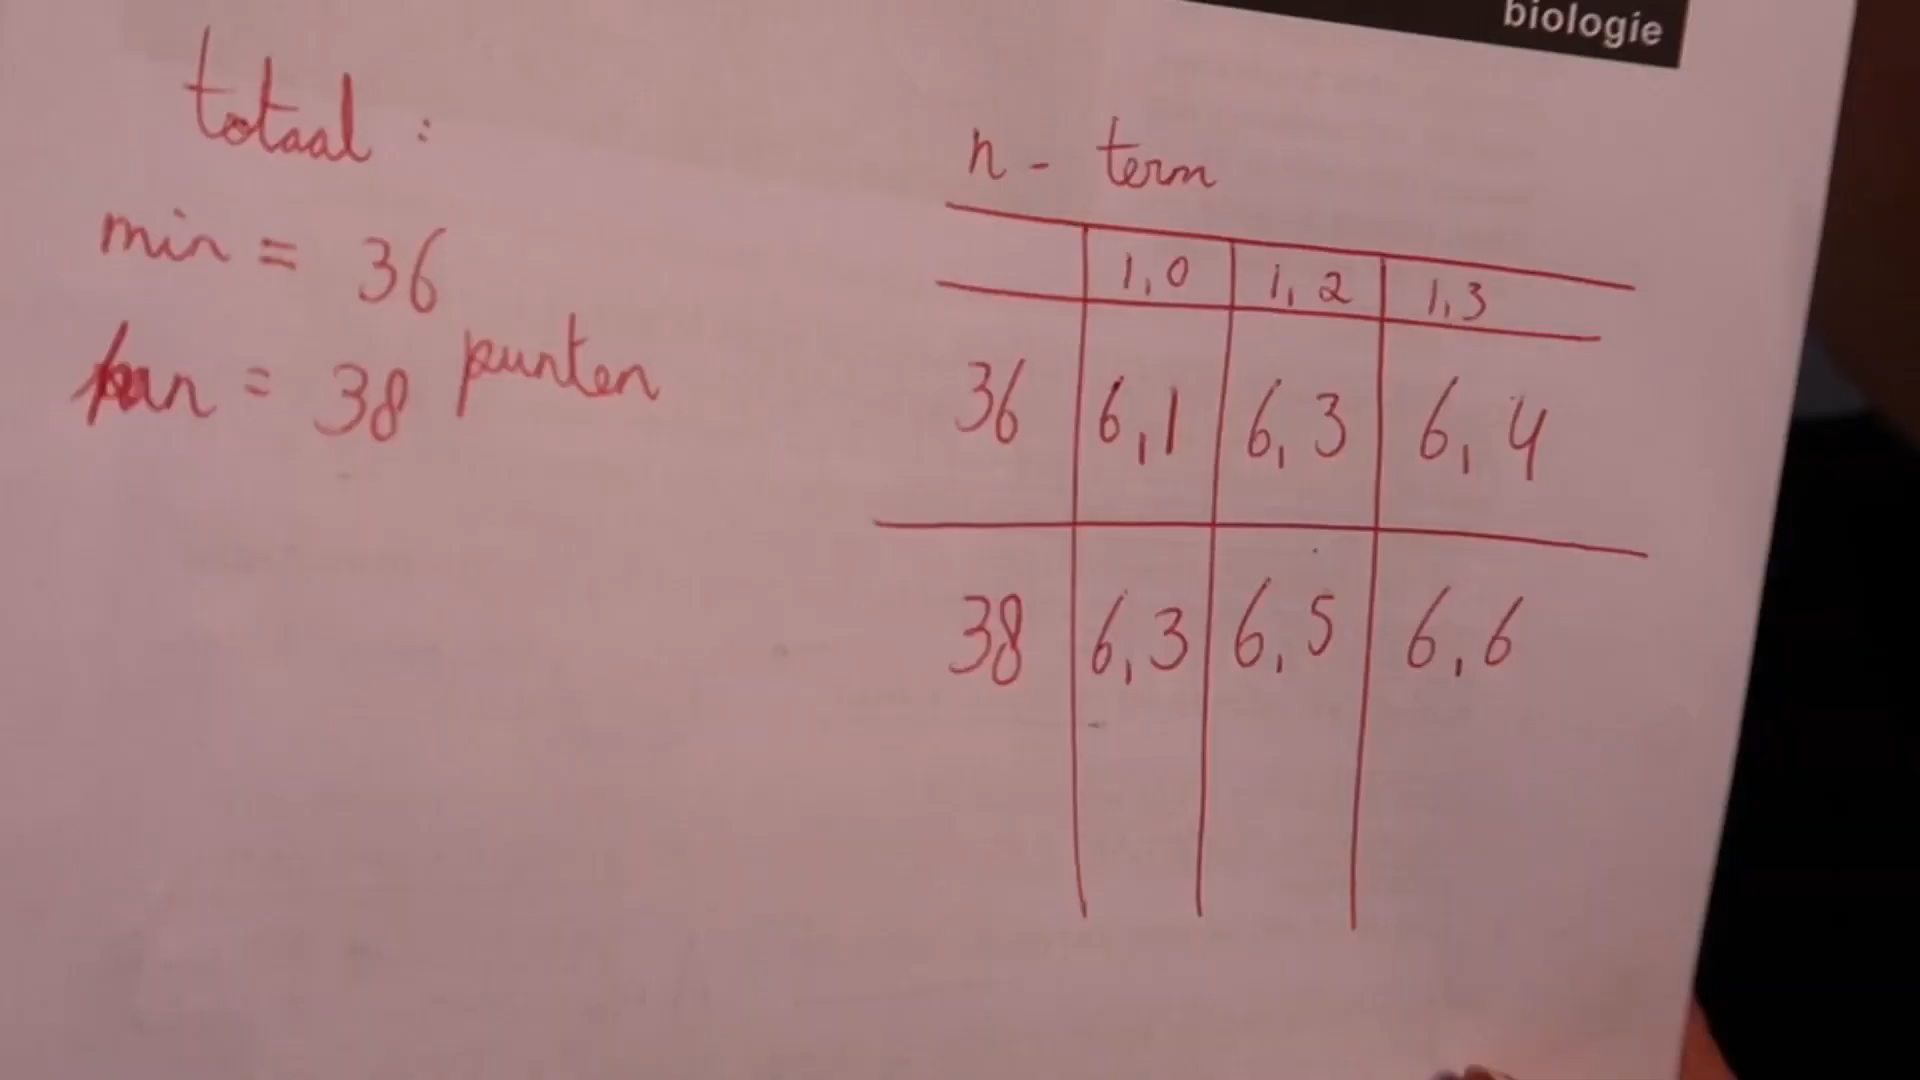 biologie
totaal :
min = 36
kan = 38 punten
n - term
1,0 1,2 1,3
36 6,1 6,3 6,4
38 6,3 6,5 6,6